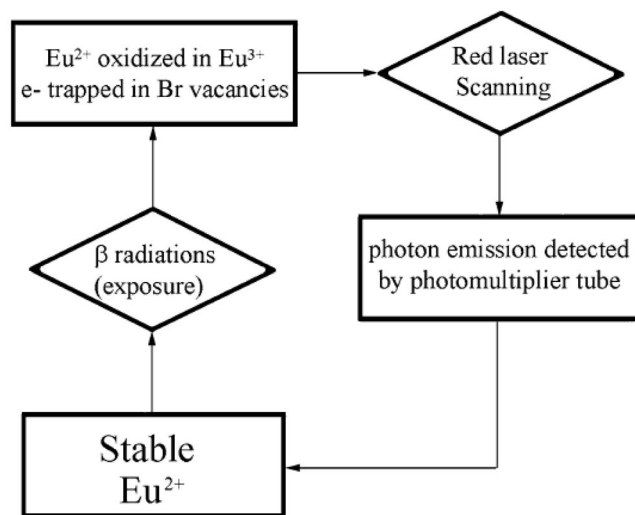 Eu²⁺ oxidized in Eu³⁺
e- trapped in Br vacancies
Red laser
Scanning
β radiations
(exposure)
photon emission detected
by photomultiplier tube
Stable
Eu²⁺